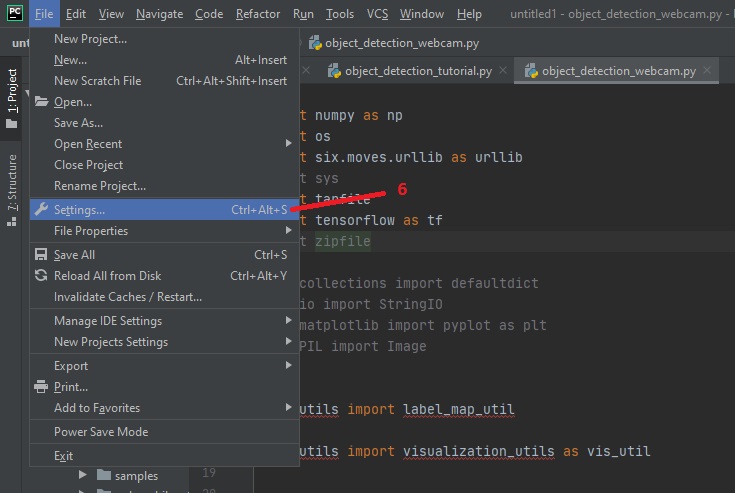 PC File Edit View Navigate Code Refactor Run Tools VCS Window Help untitled1 - object_detection_webcam.py
object_detection_webcam.py
object_detection_tutorial.py object_detection_webcam.py
1: Project
7: Structure
New Project...
New... Alt+Insert
New Scratch File Ctrl+Alt+Shift+Insert
Open...
Save As...
Open Recent
Close Project
Rename Project...
Settings... Ctrl+Alt+S
File Properties
Save All Ctrl+S
Reload All from Disk Ctrl+Alt+Y
Invalidate Caches / Restart...
Manage IDE Settings
New Projects Settings
Export
Print...
Add to Favorites
Power Save Mode
Exit
samples
6
t numpy as np
t os
t six.moves.urllib as urllib
t sys
t tarfile
t tensorflow as tf
t zipfile
collections import defaultdict
io import StringIO
matplotlib import pyplot as plt
PIL import Image
utils import label_map_util
utils import visualization_utils as vis_util
19